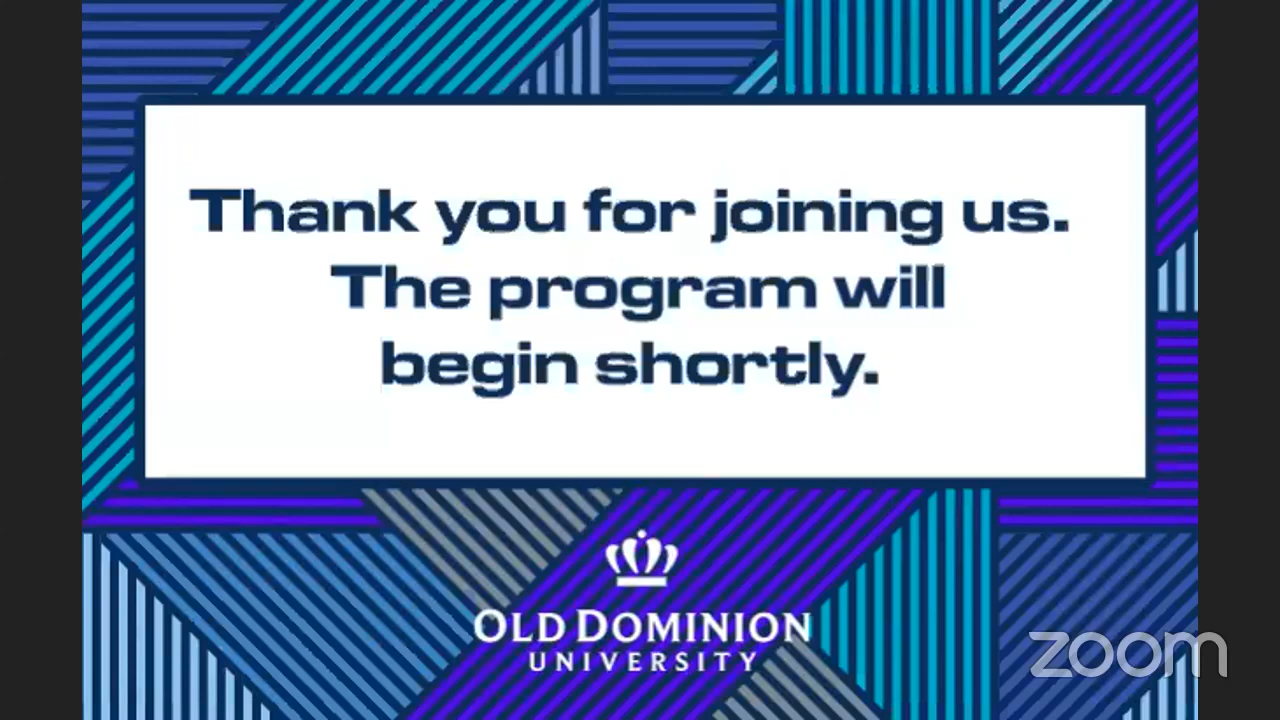 Thank you for joining us.
The program will
begin shortly.
OLD DOMINION
UNIVERSITY
zoom